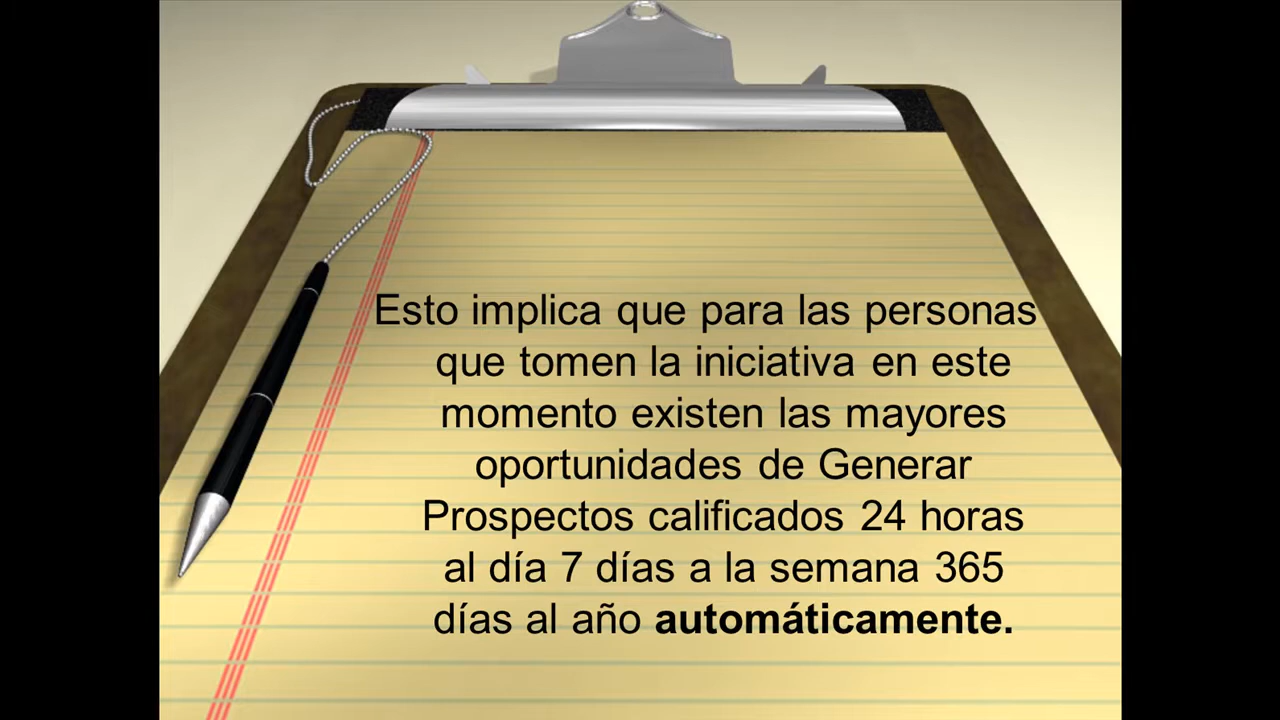 Esto implica que para las personas
que tomen la iniciativa en este
momento existen las mayores
oportunidades de Generar
Prospectos calificados 24 horas
al día 7 días a la semana 365
días al año automáticamente.